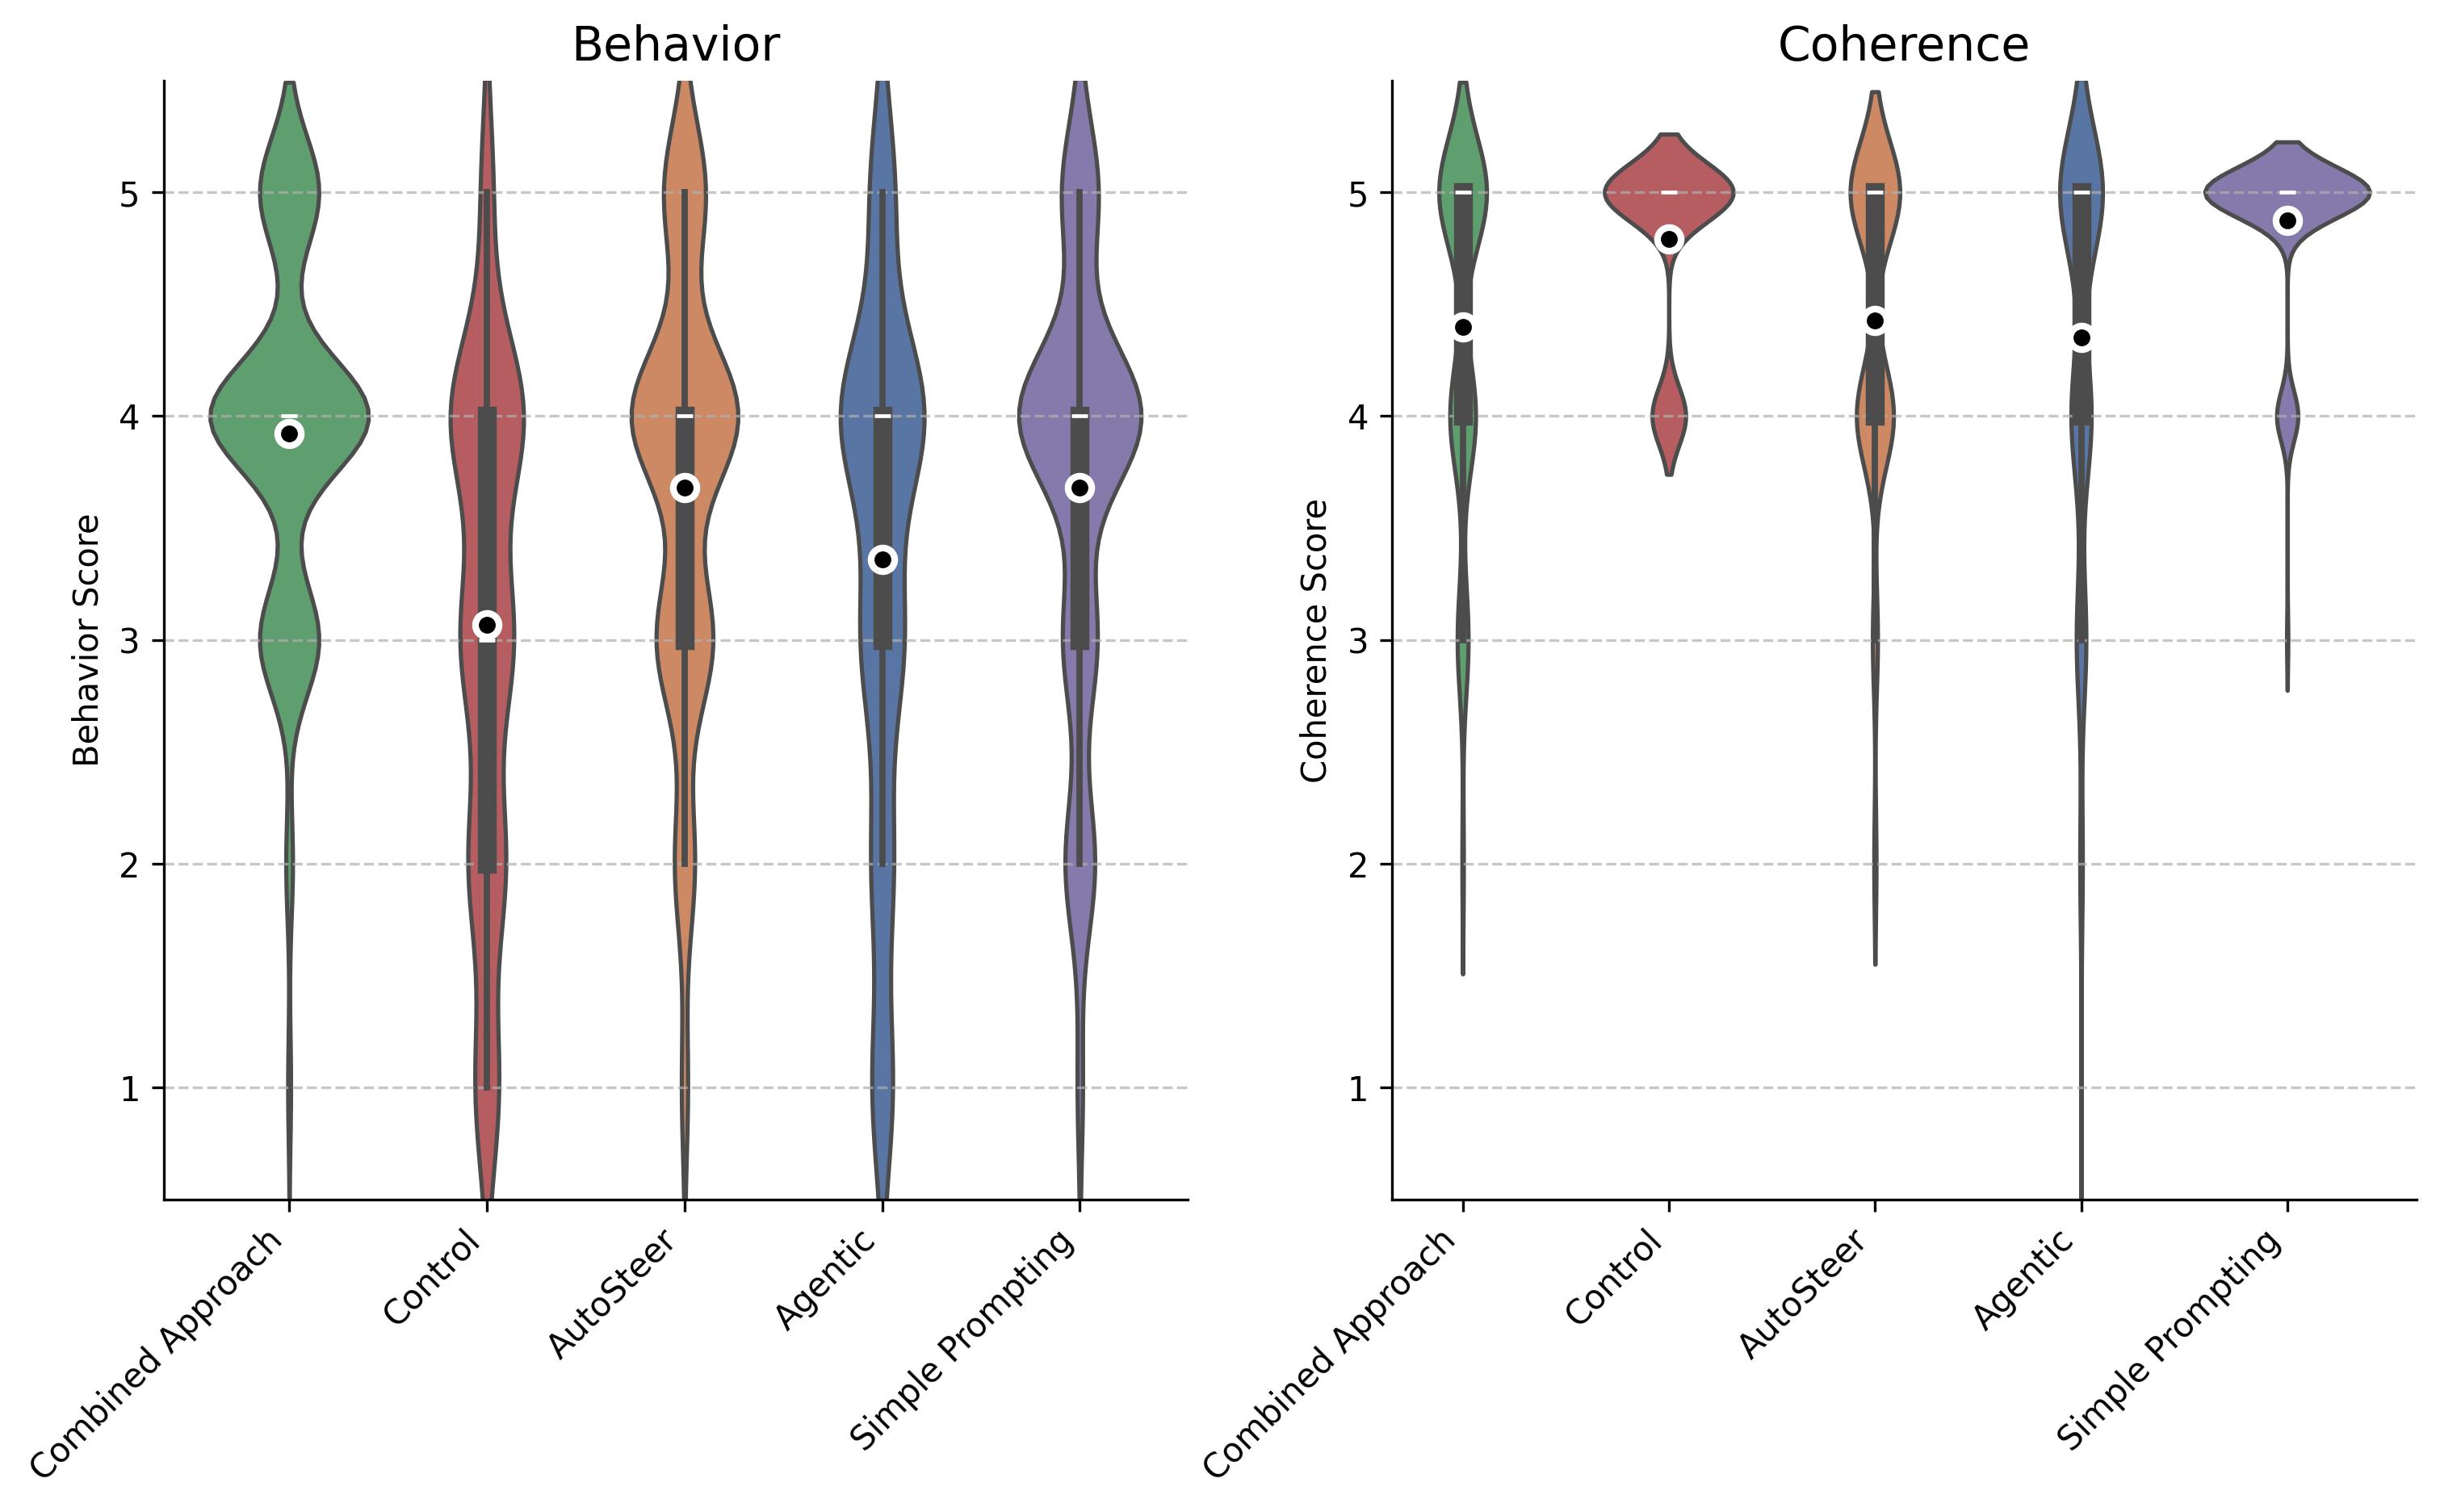 Behavior
Behavior Score
5
4
3
2
1
Combined Approach
Control
AutoSteer
Agentic
Simple Prompting
Coherence
Coherence Score
5
4
3
2
1
Combined Approach
Control
AutoSteer
Agentic
Simple Prompting